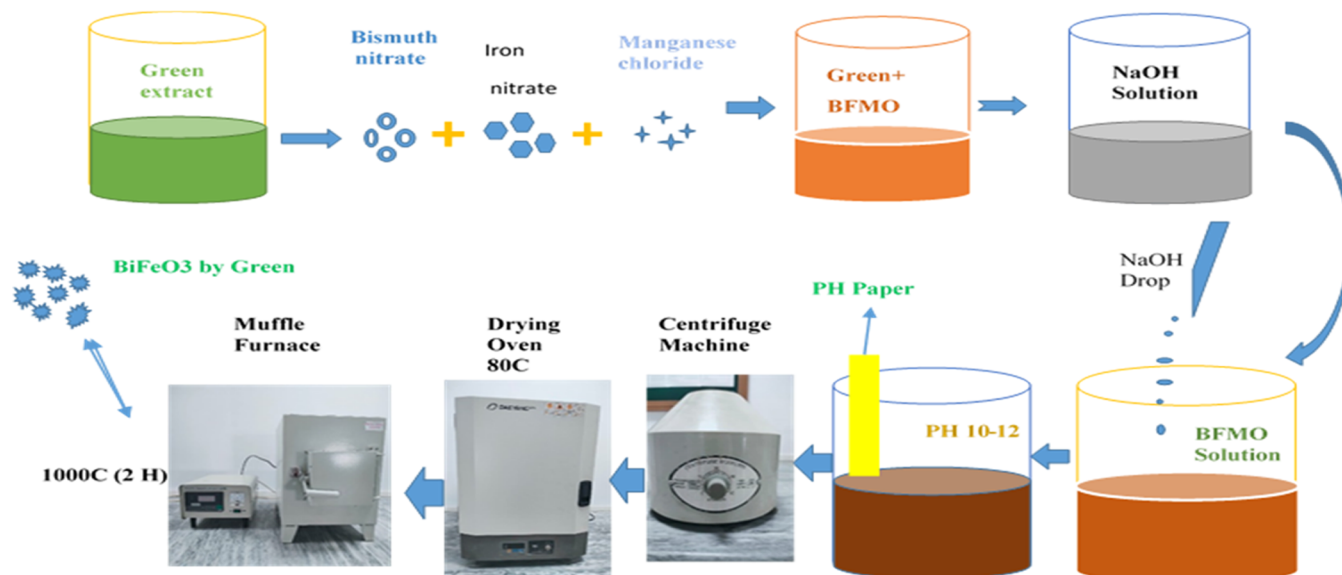 Green
extract
Bismuth
nitrate
Iron
nitrate
Manganese
chloride
Green+
BFMO
NaOH
Solution
BiFeO3 by Green
Muffle
Furnace
Drying
Oven
80C
Centrifuge
Machine
PH Paper
NaOH
Drop
1000C (2 H)
PH 10-12
BFMO
Solution